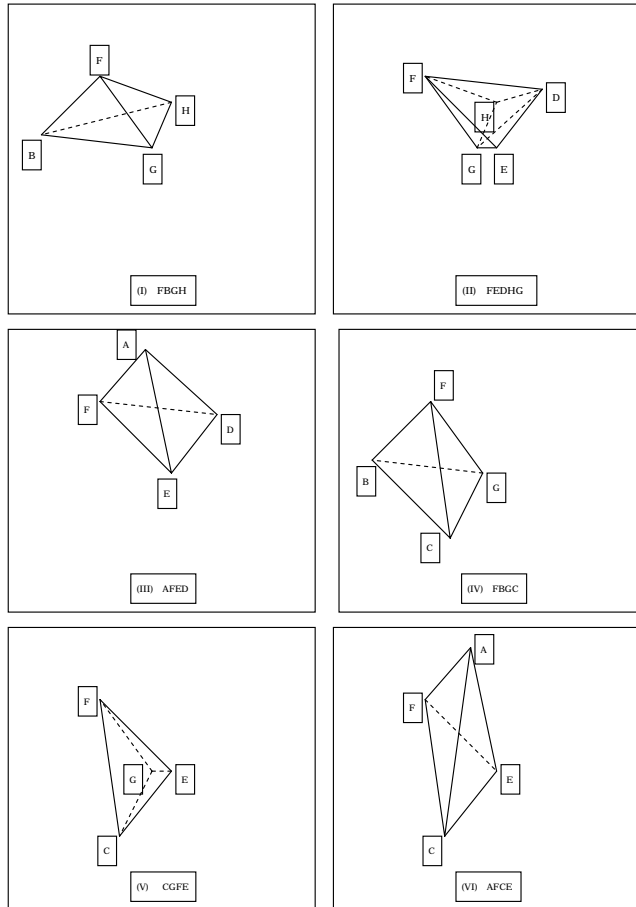 F
H
B
G
(I) FBGH
F
D
H
G
E
(II) FEDHG
A
F
D
E
(III) AFED
F
B
G
C
(IV) FBGC
F
G
E
C
(V) CGFE
A
F
E
C
(VI) AFCE